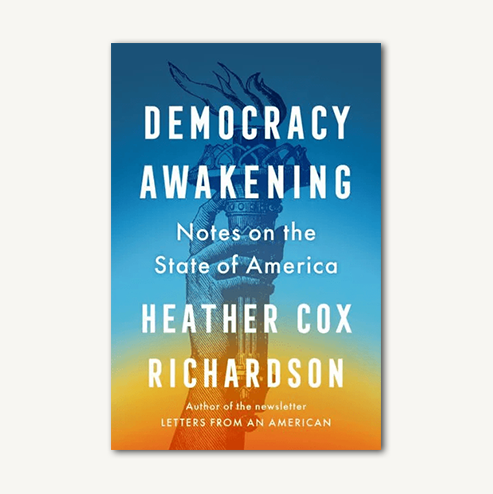 DEMOCRACY
AWAKENING
Notes on the
State of America
HEATHER COX
RICHARDSON
Author of the newsletter
LETTERS FROM AN AMERICAN